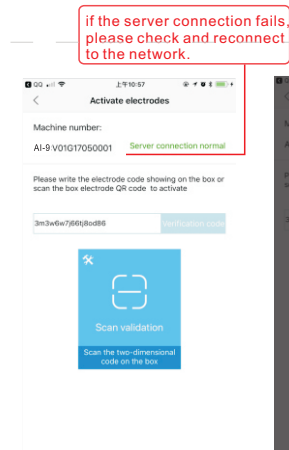 if the server connection fails,
please check and reconnect
to the network.
QQ 上午10:57
Activate electrodes
Machine number:
AI-9:V01G17050001 Server connection normal
Please write the electrode code showing on the box or
scan the box electrode QR code to activate
3m3w6w7j66tj8od86 verification code
Scan validation
Scan the two-dimensional
code on the box